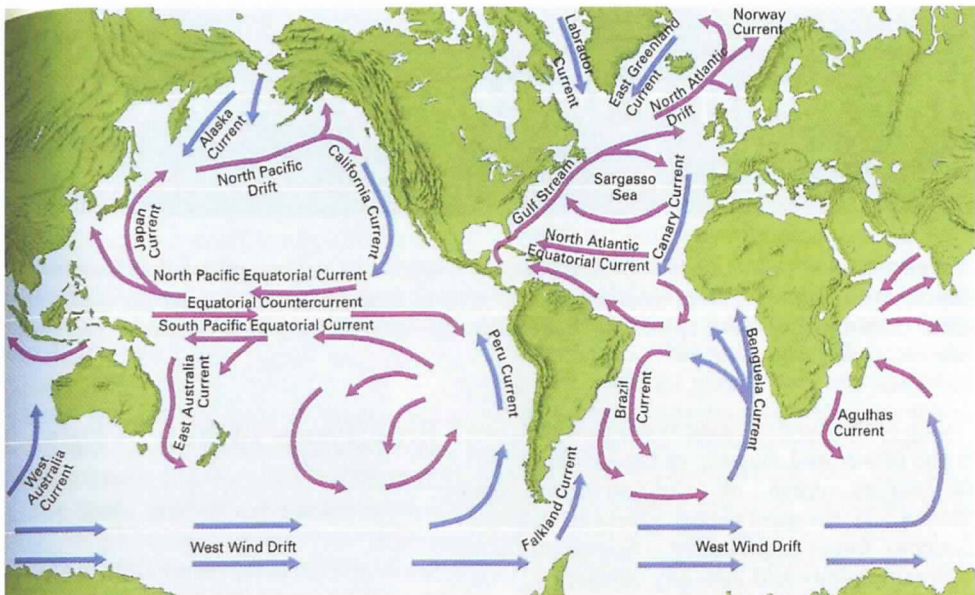 Norway
Current
Labrador
Current
East Greenland
Current
North Atlantic
Drift
Alaska
Current
North Pacific
Drift
California Current
Gulf Stream
Sargasso
Sea
Canary Current
Japan
Current
North Atlantic
Equatorial Current
North Pacific Equatorial Current
Equatorial Countercurrent
South Pacific Equatorial Current
East Australia
Current
Peru Current
Brazil
Current
Benguela Current
Agulhas
Current
West
Australia
Current
Falkland Current
West Wind Drift
West Wind Drift